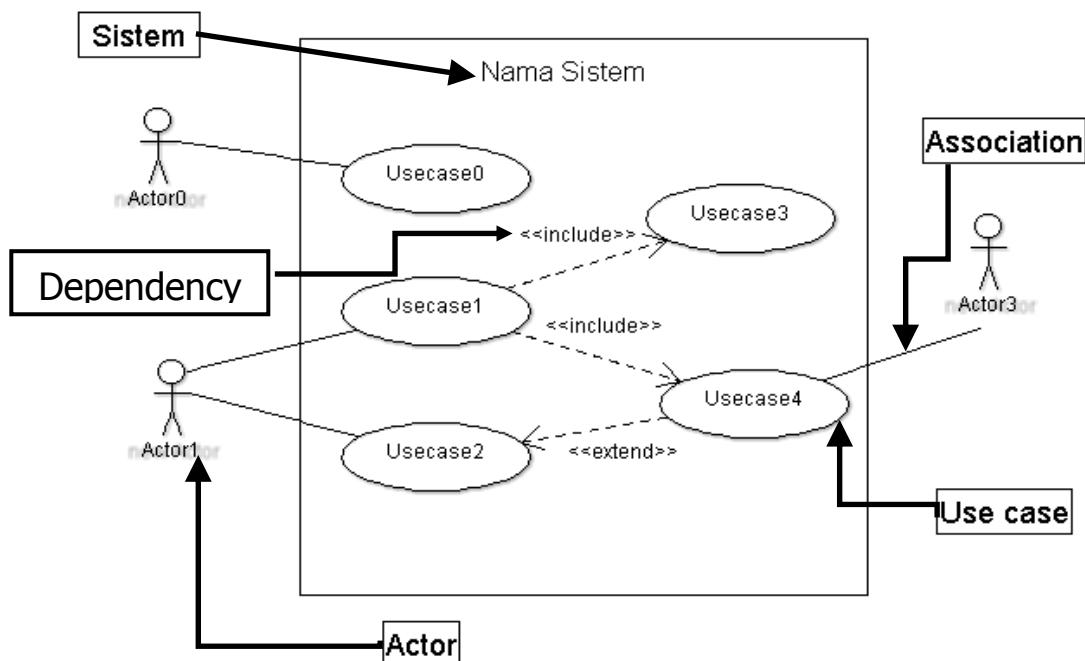 Sistem
Nama Sistem
Actor0
Usecase0
Association
Usecase3
<<include>>
Dependency
Actor3
Usecase1
<<include>>
Usecase4
Actor1
Usecase2
<<extend>>
Use case
Actor